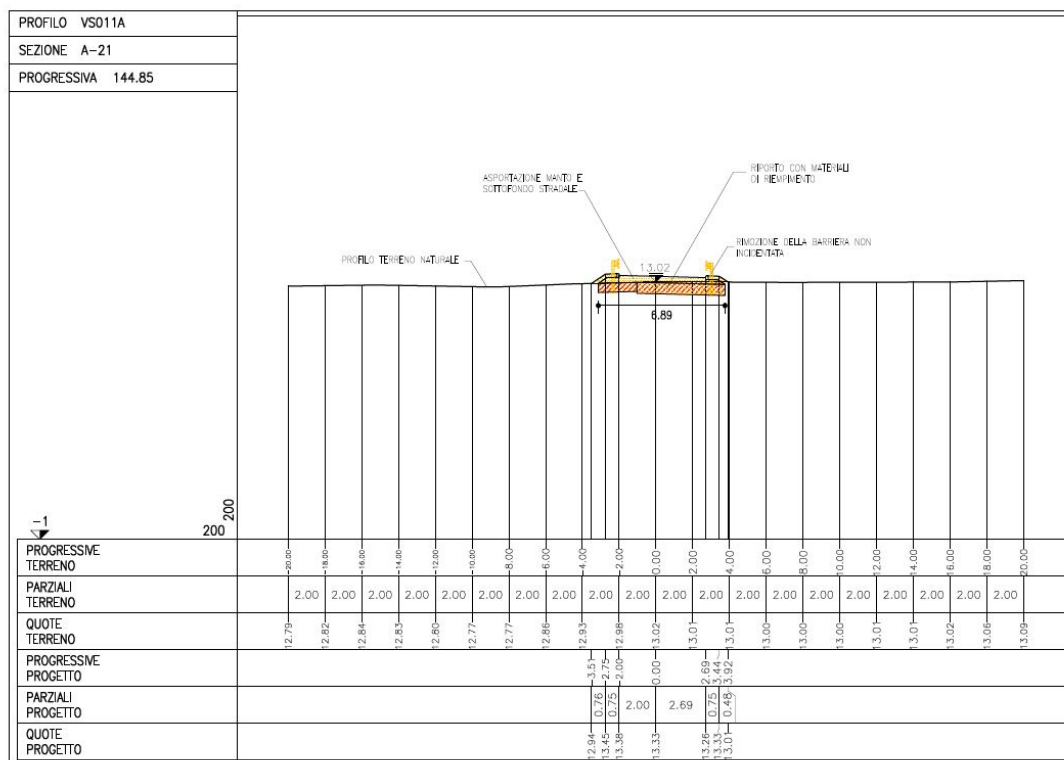 PROFILO VS011A
SEZIONE A-21
PROGRESSIVA 144.85
RIPORTO CON MATERIALI
DI RIEMPIMENTO
ASPORTAZIONE MANTO E
SOTTOFONDO STRADALE
RIMOZIONE DELLA BARRIERA NON
INCIDENTATA
PROFILO TERRENO NATURALE
13.02
6.89
-1
200
200
PROGRESSIVE
TERRENO
-20.00 -18.00 -16.00 -14.00 -12.00 -10.00 -8.00 -6.00 -4.00 -2.00 0.00 2.00 4.00 6.00 8.00 10.00 12.00 14.00 16.00 18.00 20.00
PARZIALI
TERRENO
2.00 2.00 2.00 2.00 2.00 2.00 2.00 2.00 2.00 2.00 2.00 2.00 2.00 2.00 2.00 2.00 2.00 2.00 2.00 2.00
QUOTE
TERRENO
12.79 12.82 12.84 12.83 12.80 12.77 12.77 12.86 12.93 12.98 13.02 13.01 13.01 13.00 13.00 13.00 13.01 13.01 13.02 13.06 13.09
PROGRESSIVE
PROGETTO
3.51 2.75 2.00 0.00 2.69 3.44 3.92
PARZIALI
PROGETTO
0.76 0.75 2.00 2.69 0.75 0.48
QUOTE
PROGETTO
12.94 13.45 13.38 13.33 13.26 13.33 13.01